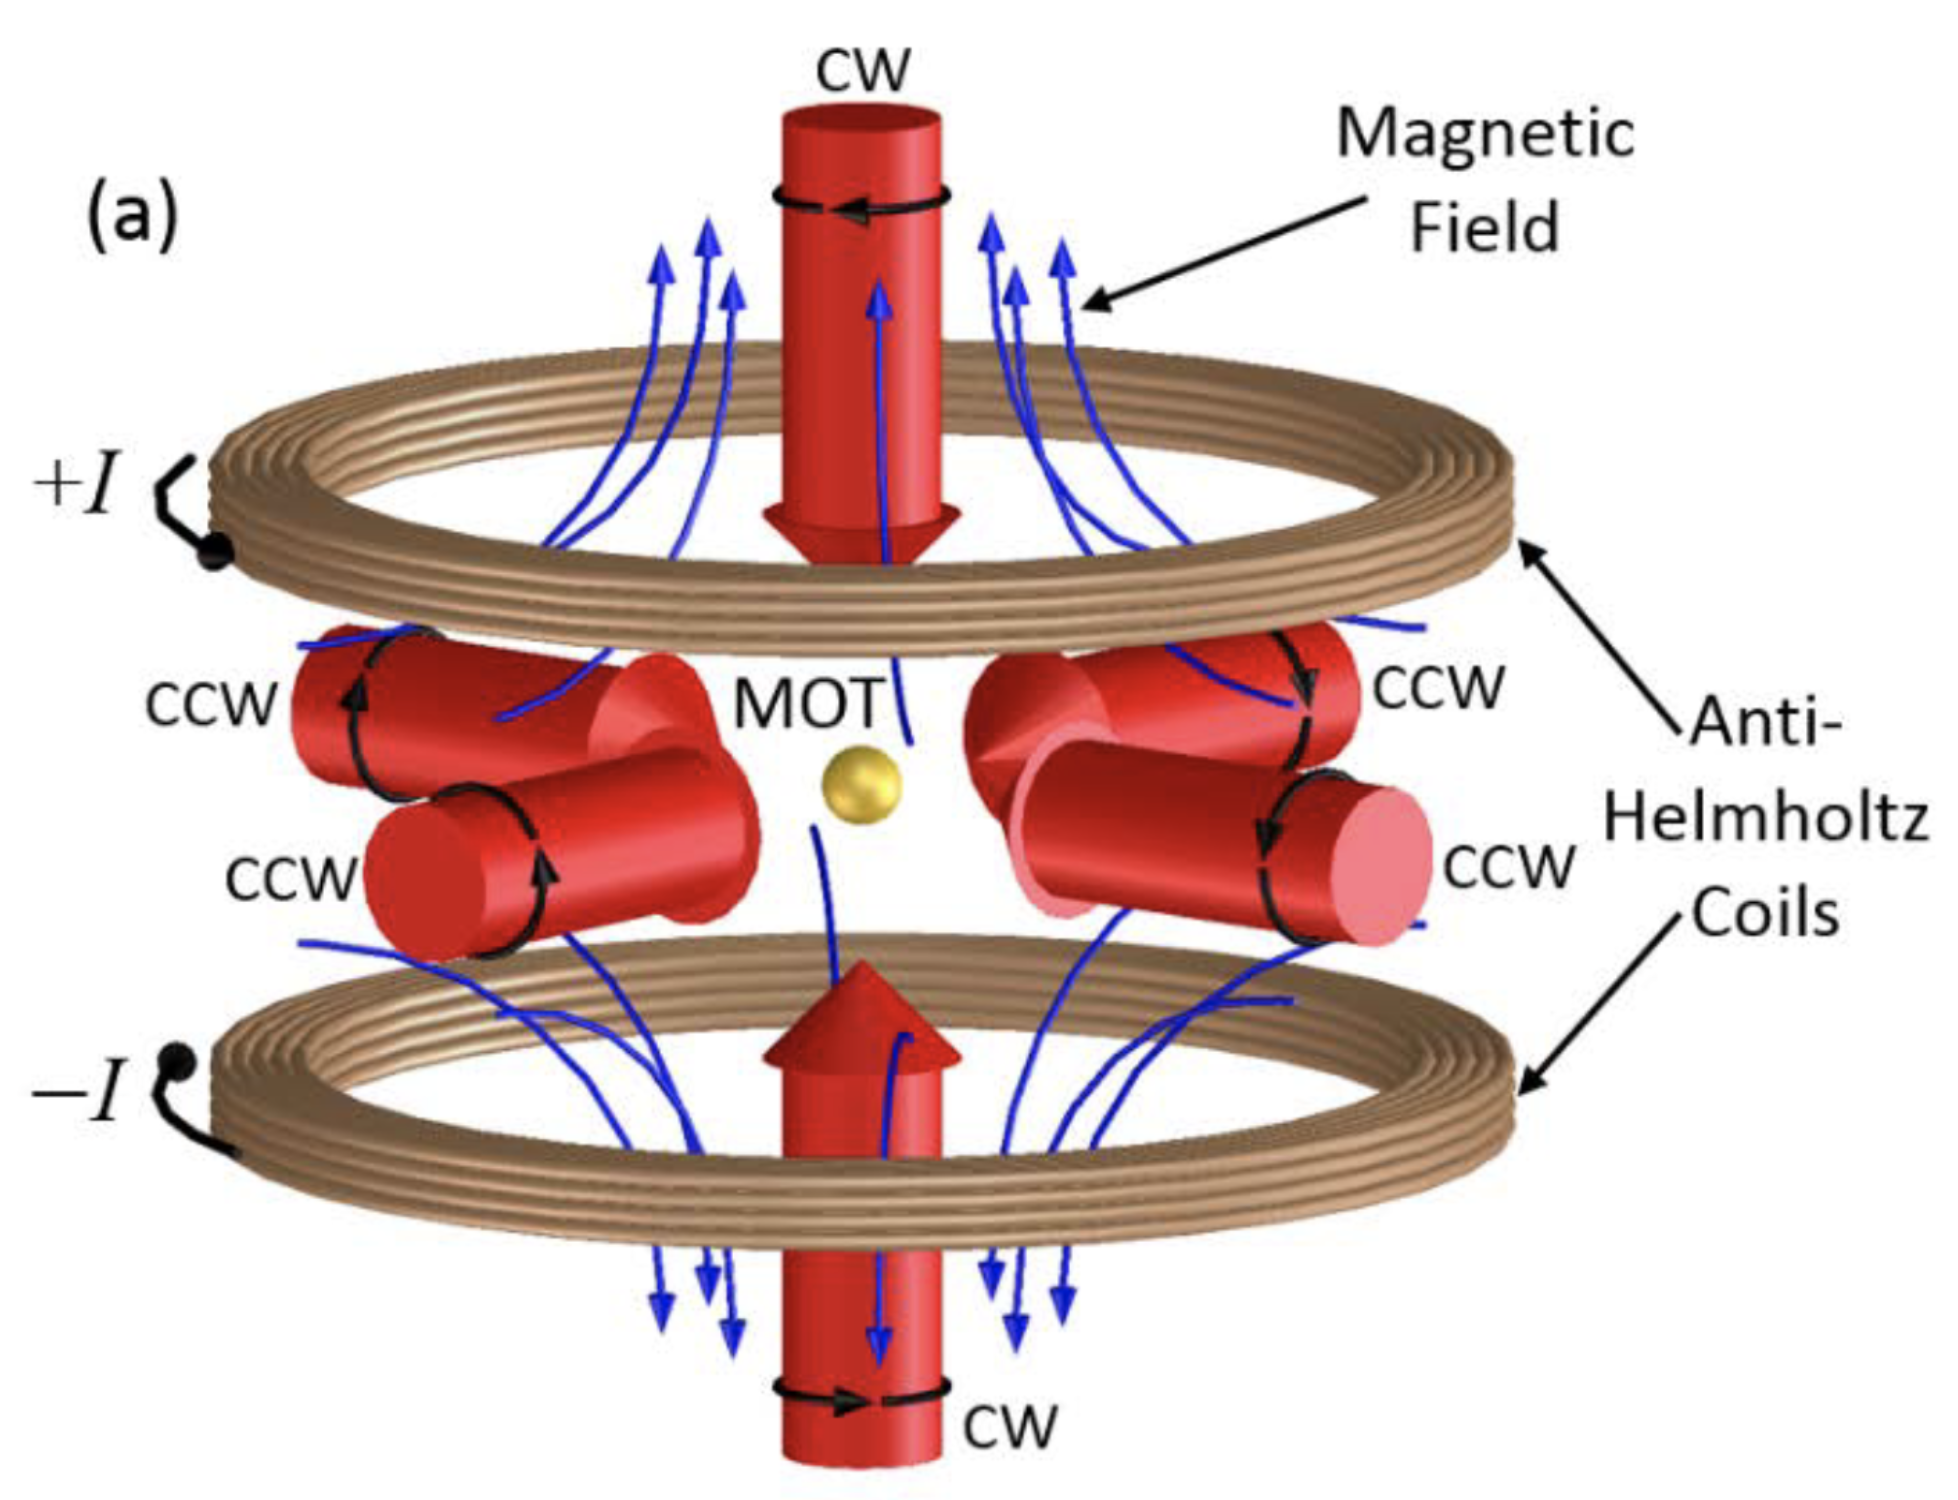 CW
(a)
Magnetic
Field
+I
CCW
MOT
CCW
Anti-
Helmholtz
Coils
CCW
CCW
−I
CW